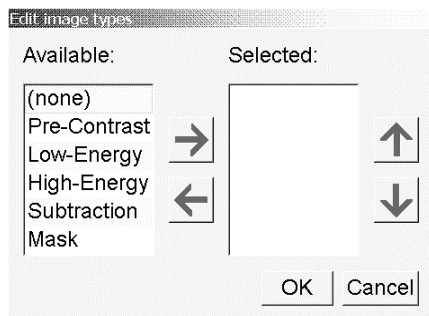 Edit image types
Available:
Selected:
(none)
Pre-Contrast
Low-Energy
High-Energy
Subtraction
Mask
OK
Cancel